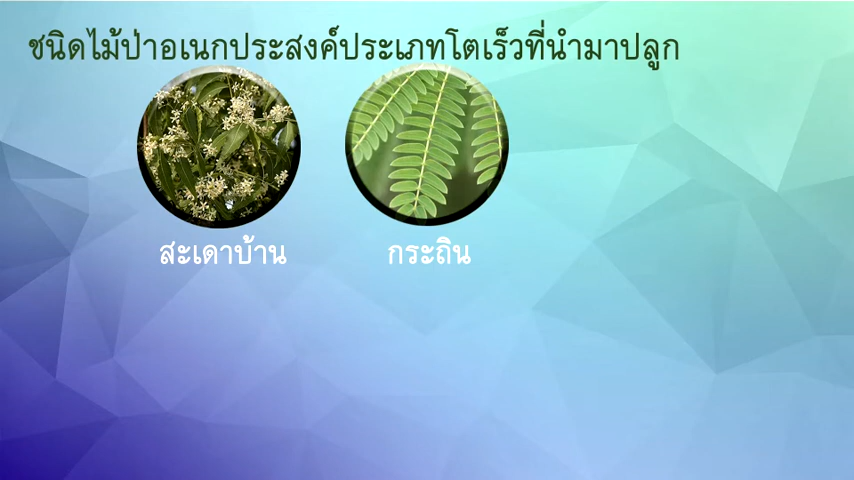 ชนิดไม้ป่าอเนกประสงค์ประเภทโตเร็วที่นำมาปลูก
สะเดาบ้าน กระถิน